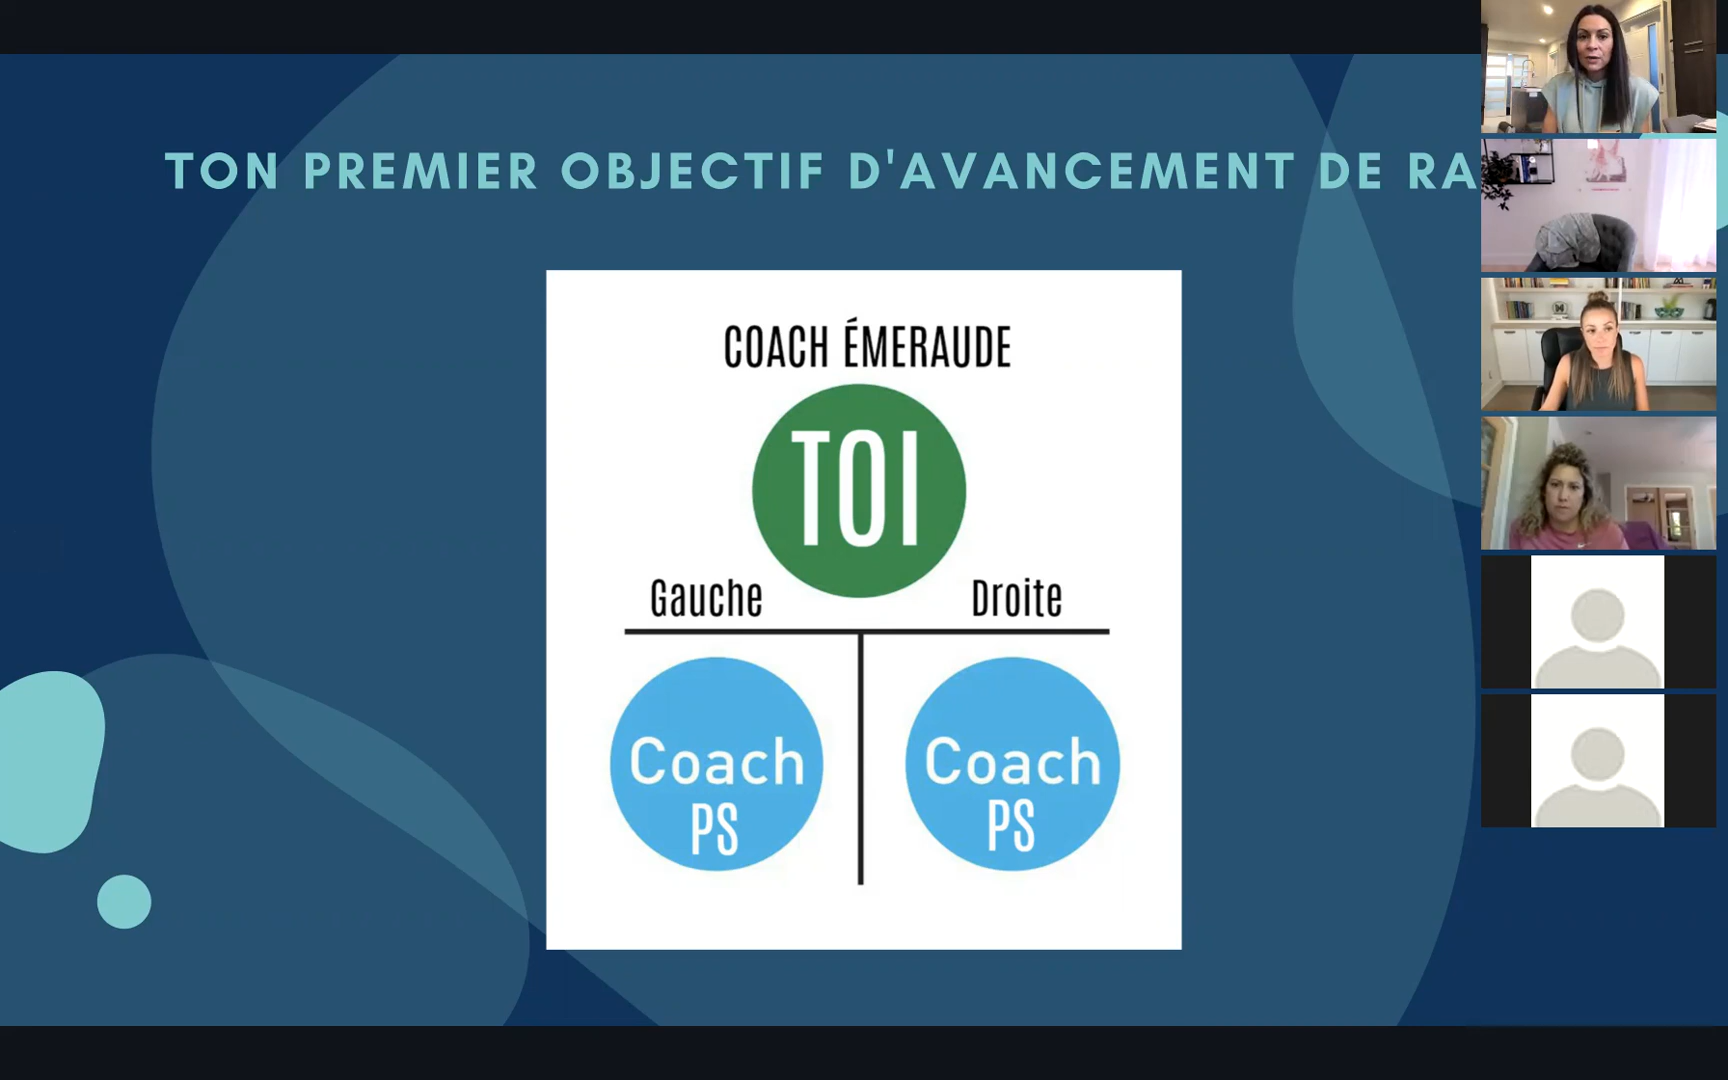 TON PREMIER OBJECTIF D'AVANCEMENT DE RA
COACH ÉMERAUDE
TOI
Gauche
Droite
Coach
PS
Coach
PS